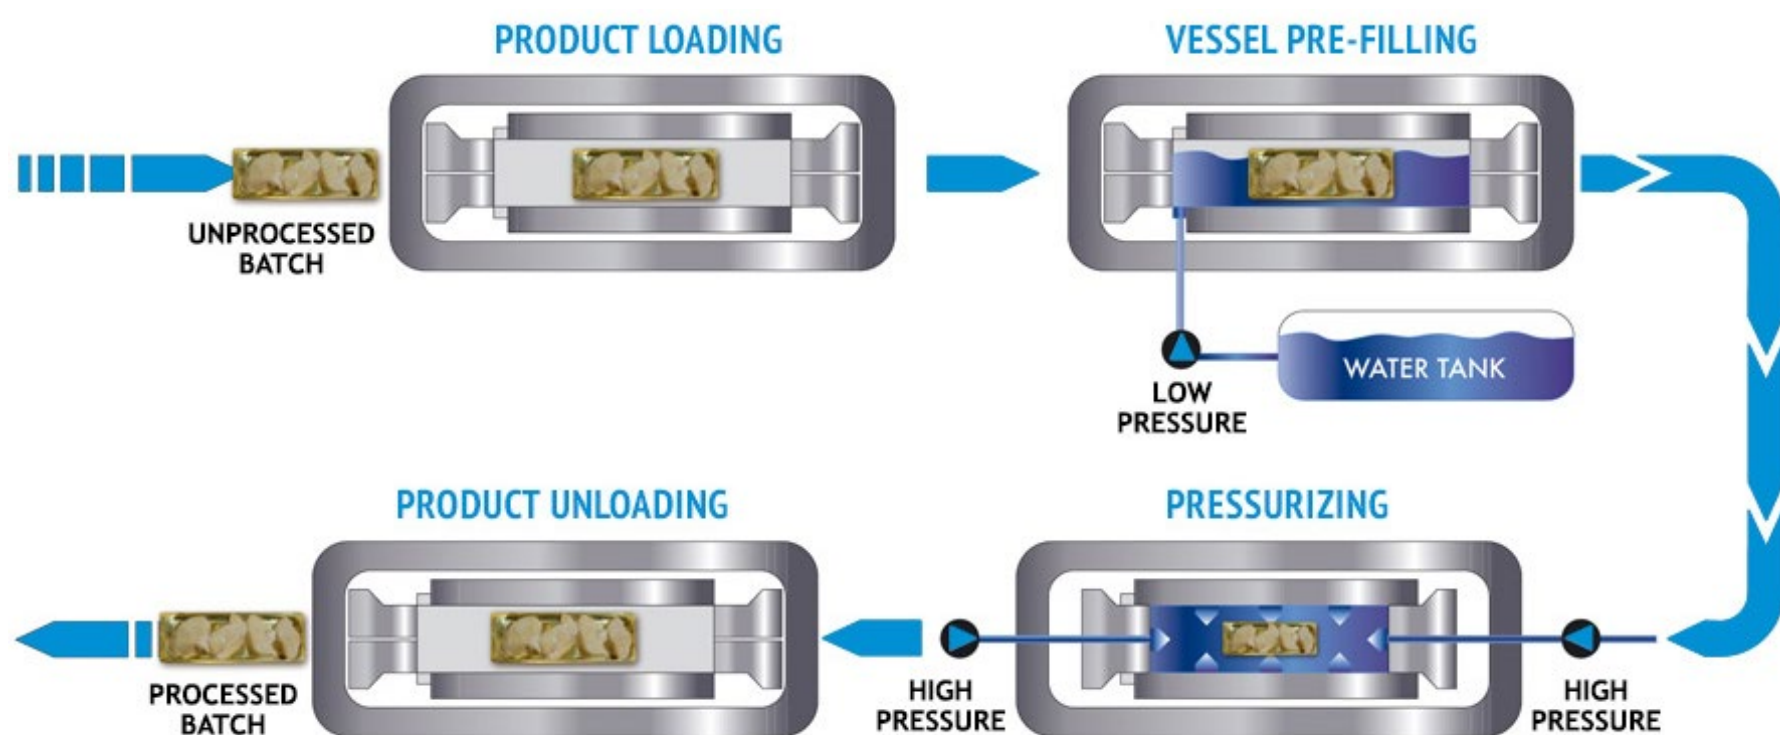 PRODUCT LOADING
VESSEL PRE-FILLING
UNPROCESSED
BATCH
WATER TANK
LOW
PRESSURE
PRODUCT UNLOADING
PRESSURIZING
PROCESSED
BATCH
HIGH
PRESSURE
HIGH
PRESSURE